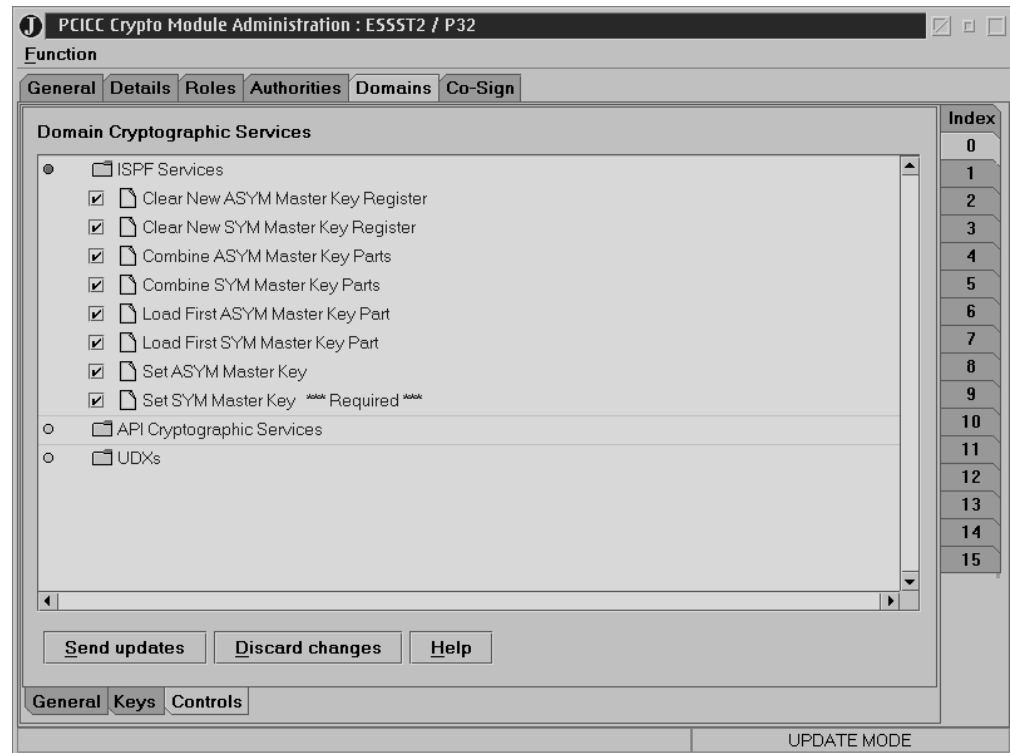 PCICC Crypto Module Administration : ESSST2 / P32
Function
General Details Roles Authorities Domains Co-Sign
Index
Domain Cryptographic Services
0
ISPF Services
1
Clear New ASYM Master Key Register
2
Clear New SYM Master Key Register
3
Combine ASYM Master Key Parts
4
Combine SYM Master Key Parts
5
Load First ASYM Master Key Part
6
Load First SYM Master Key Part
7
Set ASYM Master Key
8
Set SYM Master Key *** Required ***
9
API Cryptographic Services
10
UDXs
11
12
13
14
15
Send updates Discard changes Help
General Keys Controls
UPDATE MODE